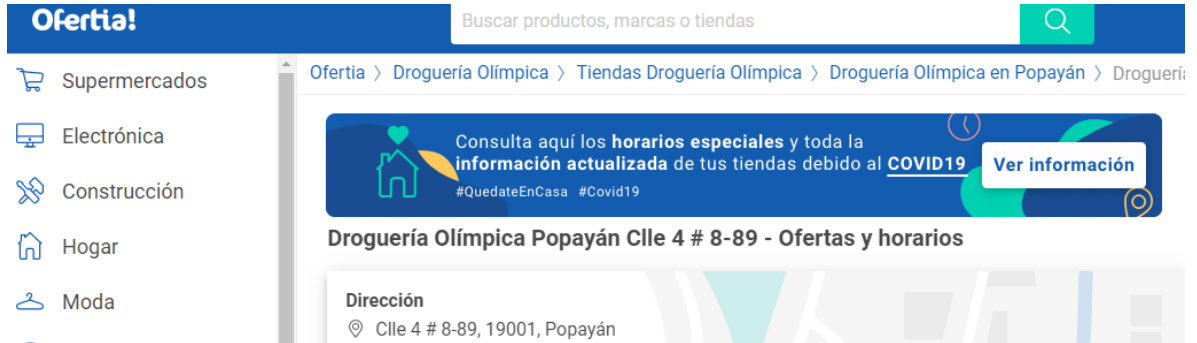 Ofertia!
Buscar productos, marcas o tiendas
Supermercados
Electrónica
Construcción
Hogar
Moda
Ofertia 〉 Droguería Olímpica 〉 Tiendas Droguería Olímpica 〉 Droguería Olímpica en Popayán 〉 Droguería
Consulta aquí los horarios especiales y toda la
información actualizada de tus tiendas debido al COVID19
#QuedateEnCasa #Covid19
Ver información
Droguería Olímpica Popayán Clle 4 # 8-89 - Ofertas y horarios
Dirección
Clle 4 # 8-89, 19001, Popayán